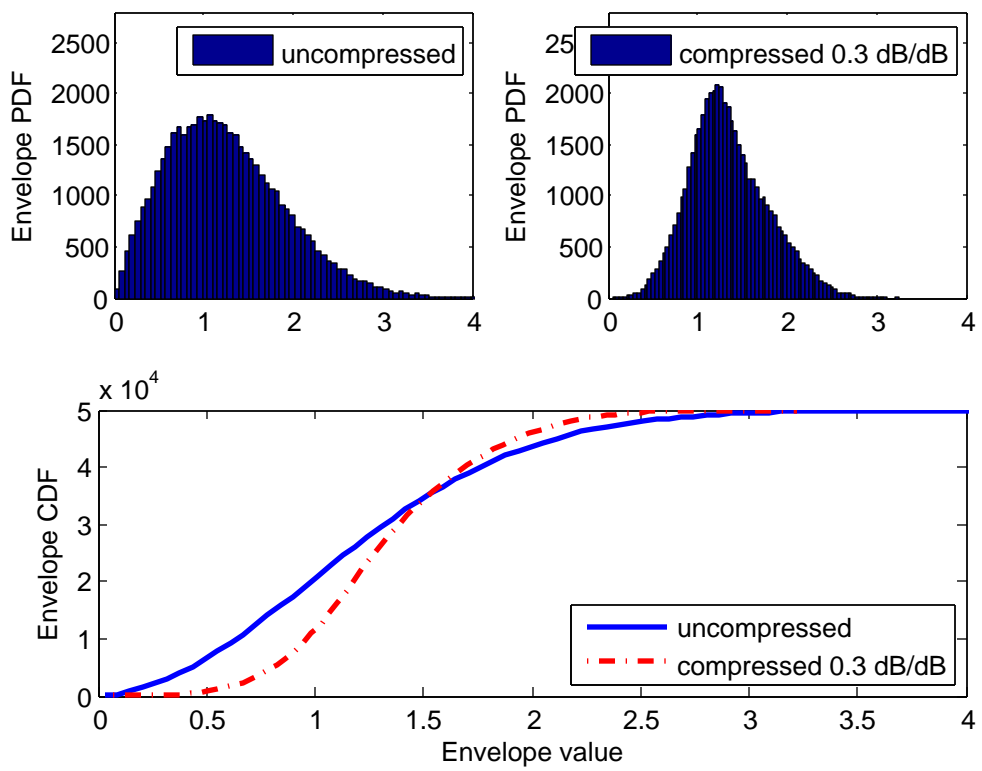 Envelope PDF
2500
2000
1500
1000
500
0
0 1 2 3 4
uncompressed
Envelope PDF
25
2000
1500
1000
500
0
0 1 2 3 4
compressed 0.3 dB/dB
x 10^4
Envelope CDF
5
4
3
2
1
0
0 0.5 1 1.5 2 2.5 3 3.5 4
Envelope value
uncompressed
compressed 0.3 dB/dB